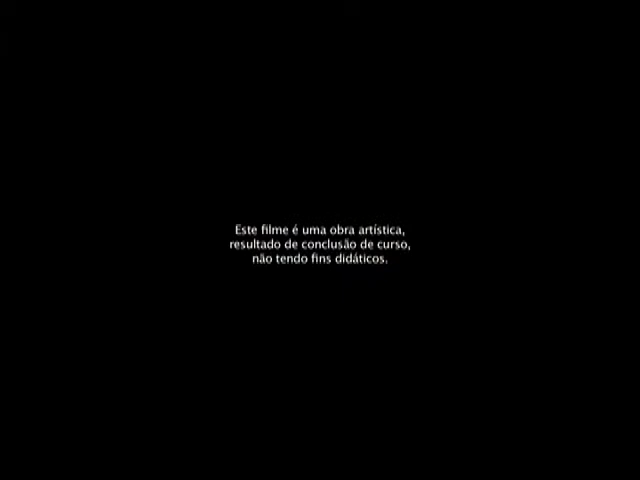 Este filme é uma obra artística,
resultado de conclusão de curso,
não tendo fins didáticos.